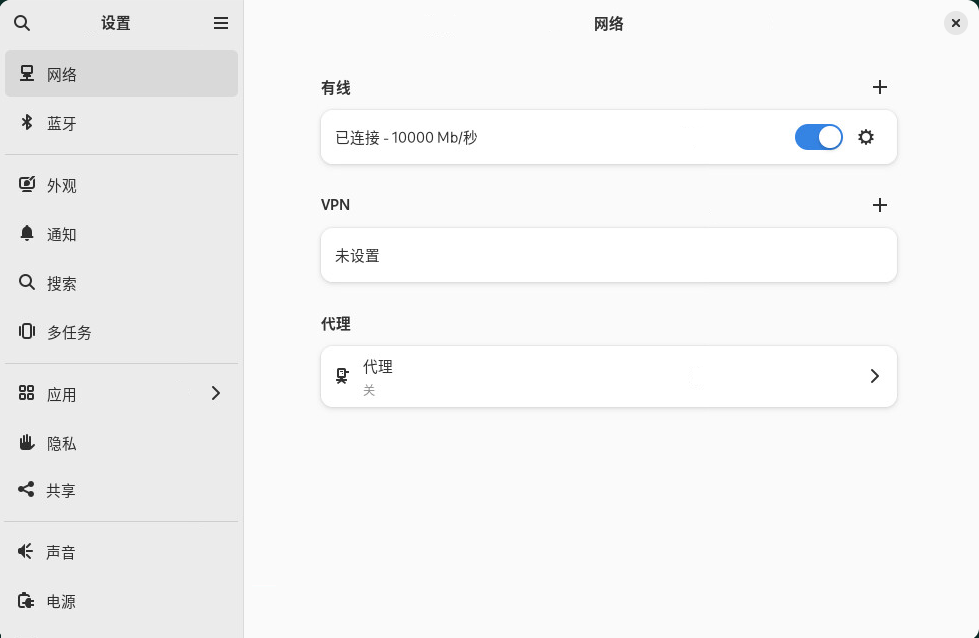 设置
网络
蓝牙
外观
通知
搜索
多任务
应用
隐私
共享
声音
电源
网络
有线
已连接 - 10000 Mb/秒
VPN
未设置
代理
代理
关